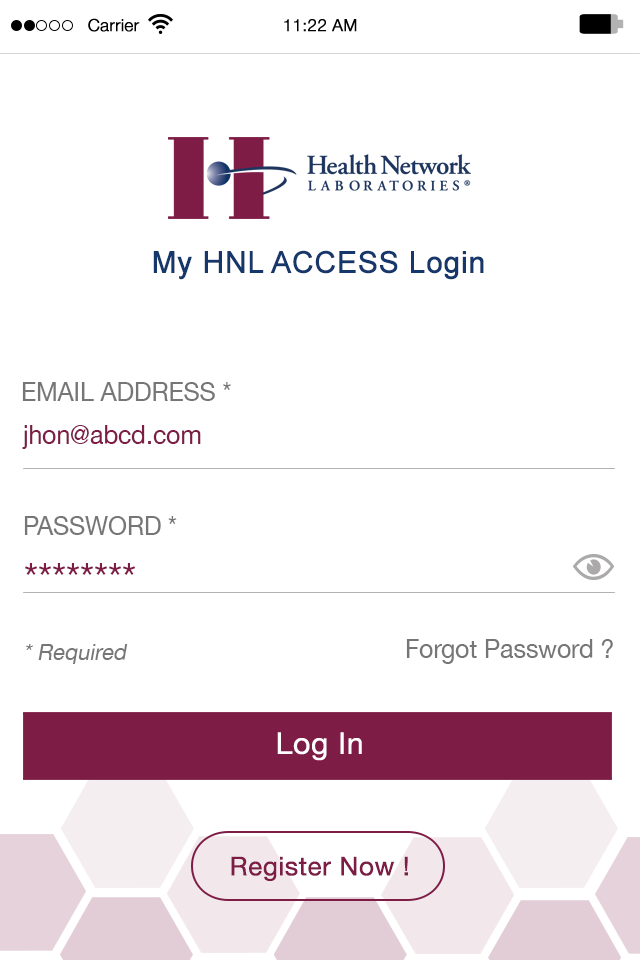 Carrier 11:22 AM
Health Network
LABORATORIES®
My HNL ACCESS Login
EMAIL ADDRESS *
jhon@abcd.com
PASSWORD *
********
* Required
Forgot Password ?
Log In
Register Now !